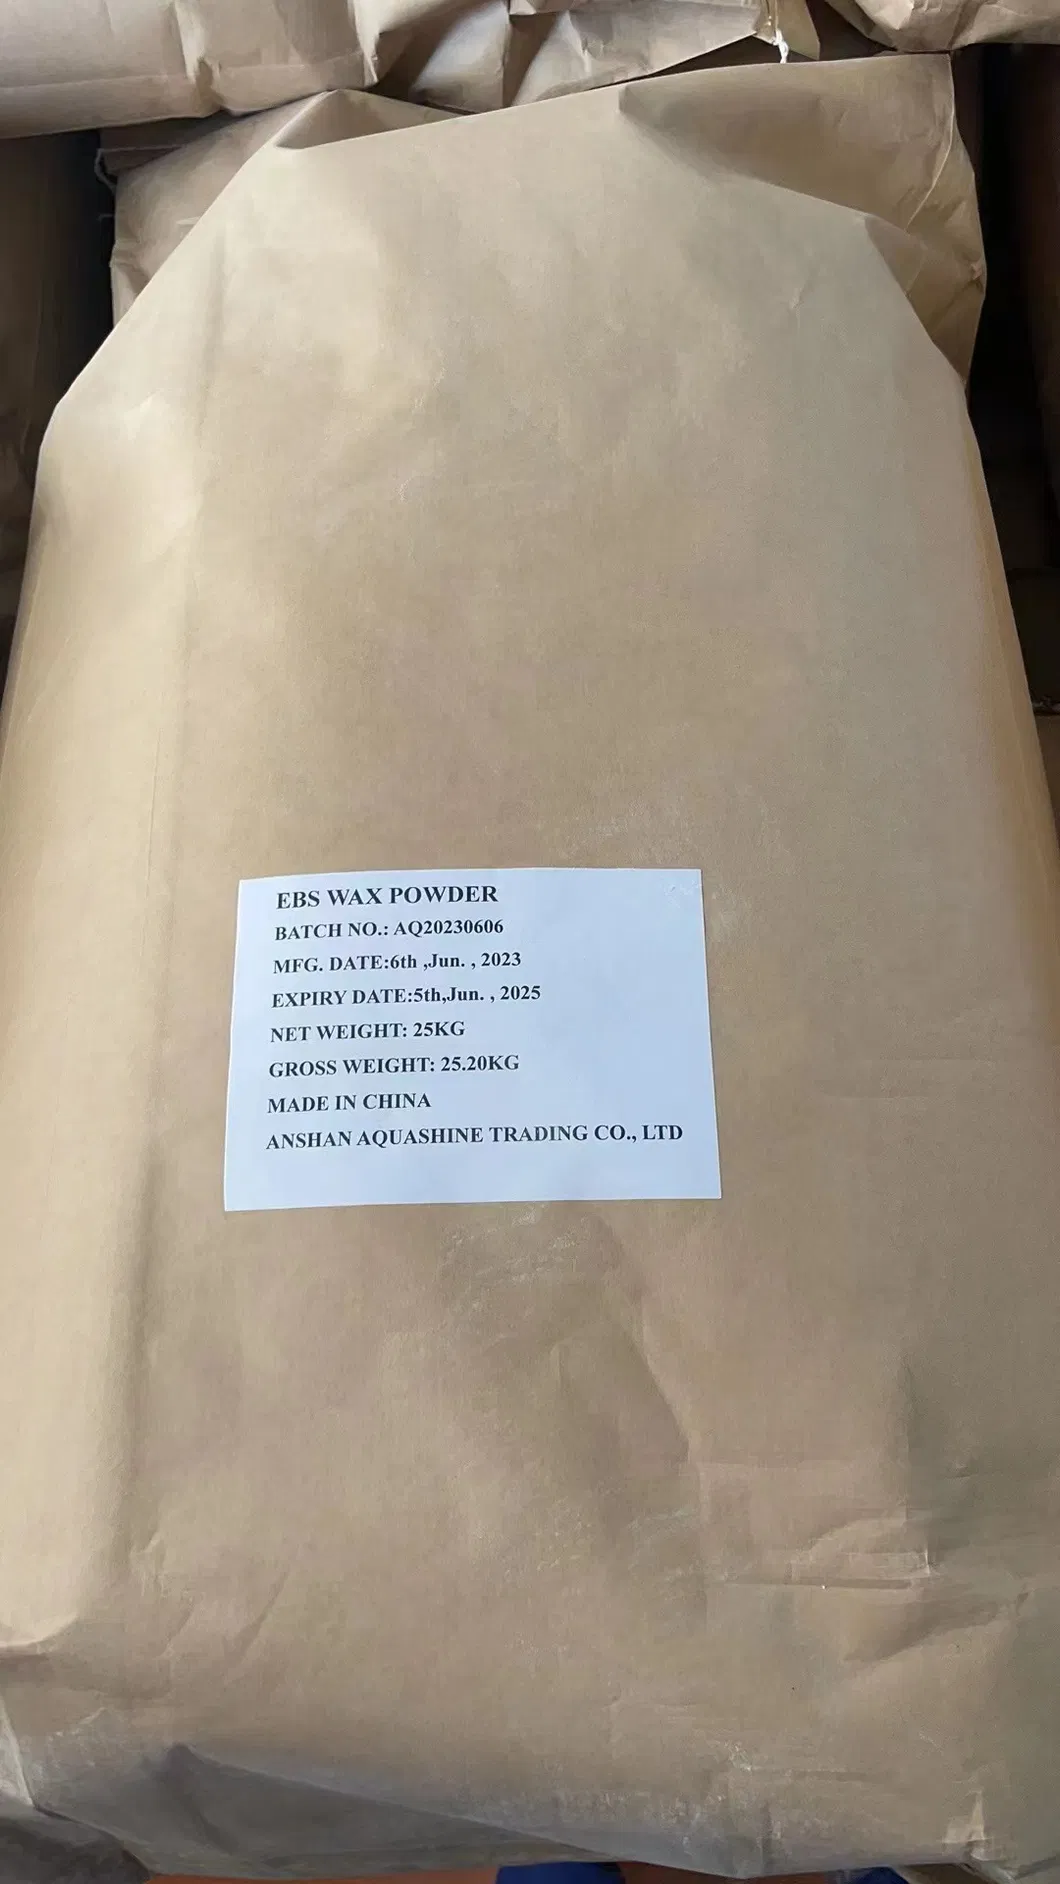 EBS WAX POWDER
BATCH NO.: AQ20230606
MFG. DATE:6th ,Jun. , 2023
EXPIRY DATE:5th,Jun. , 2025
NET WEIGHT: 25KG
GROSS WEIGHT: 25.20KG
MADE IN CHINA
ANSHAN AQUASHINE TRADING CO., LTD